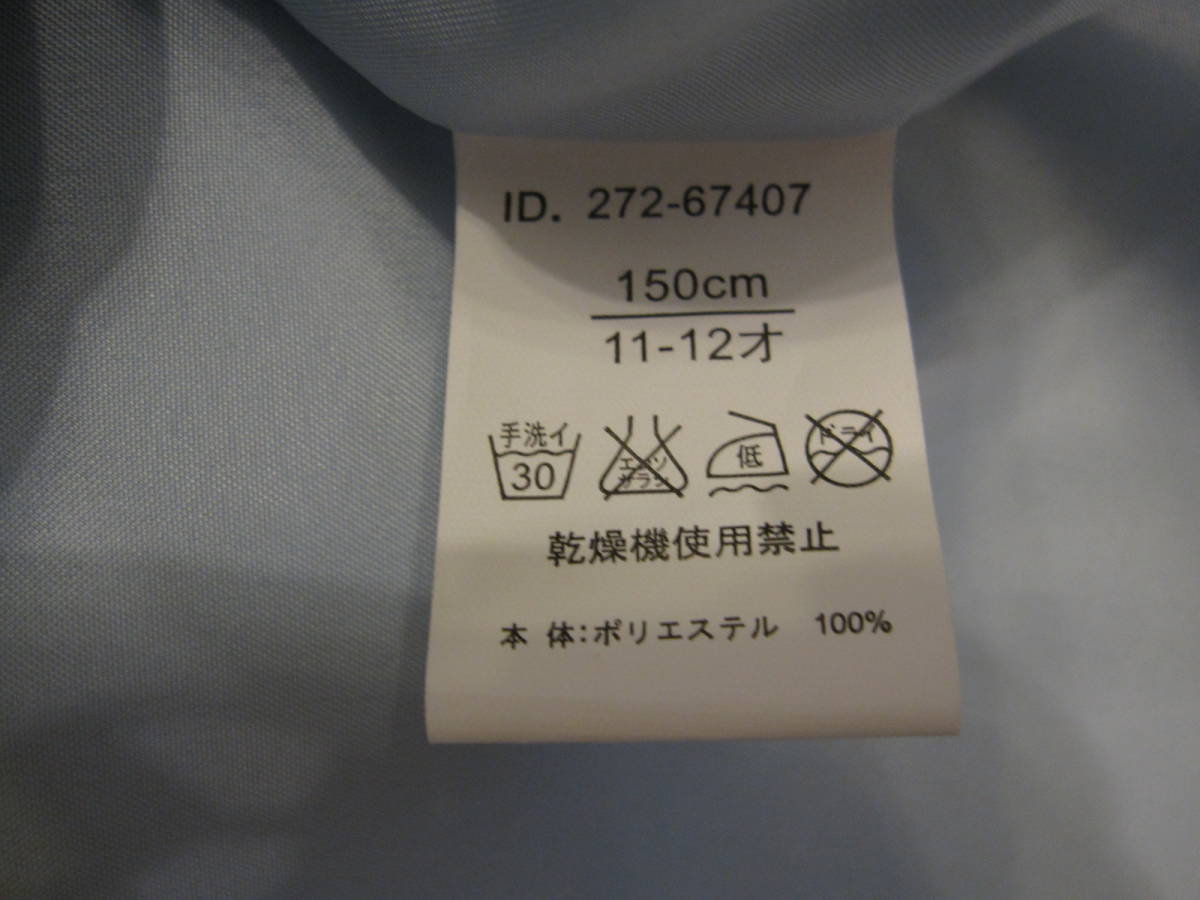 ID. 272-67407
150cm
11-12才
手洗イ エンソ 低 ドライ
30 サラシ
乾燥機使用禁止
本 体:ポリエステル 100%